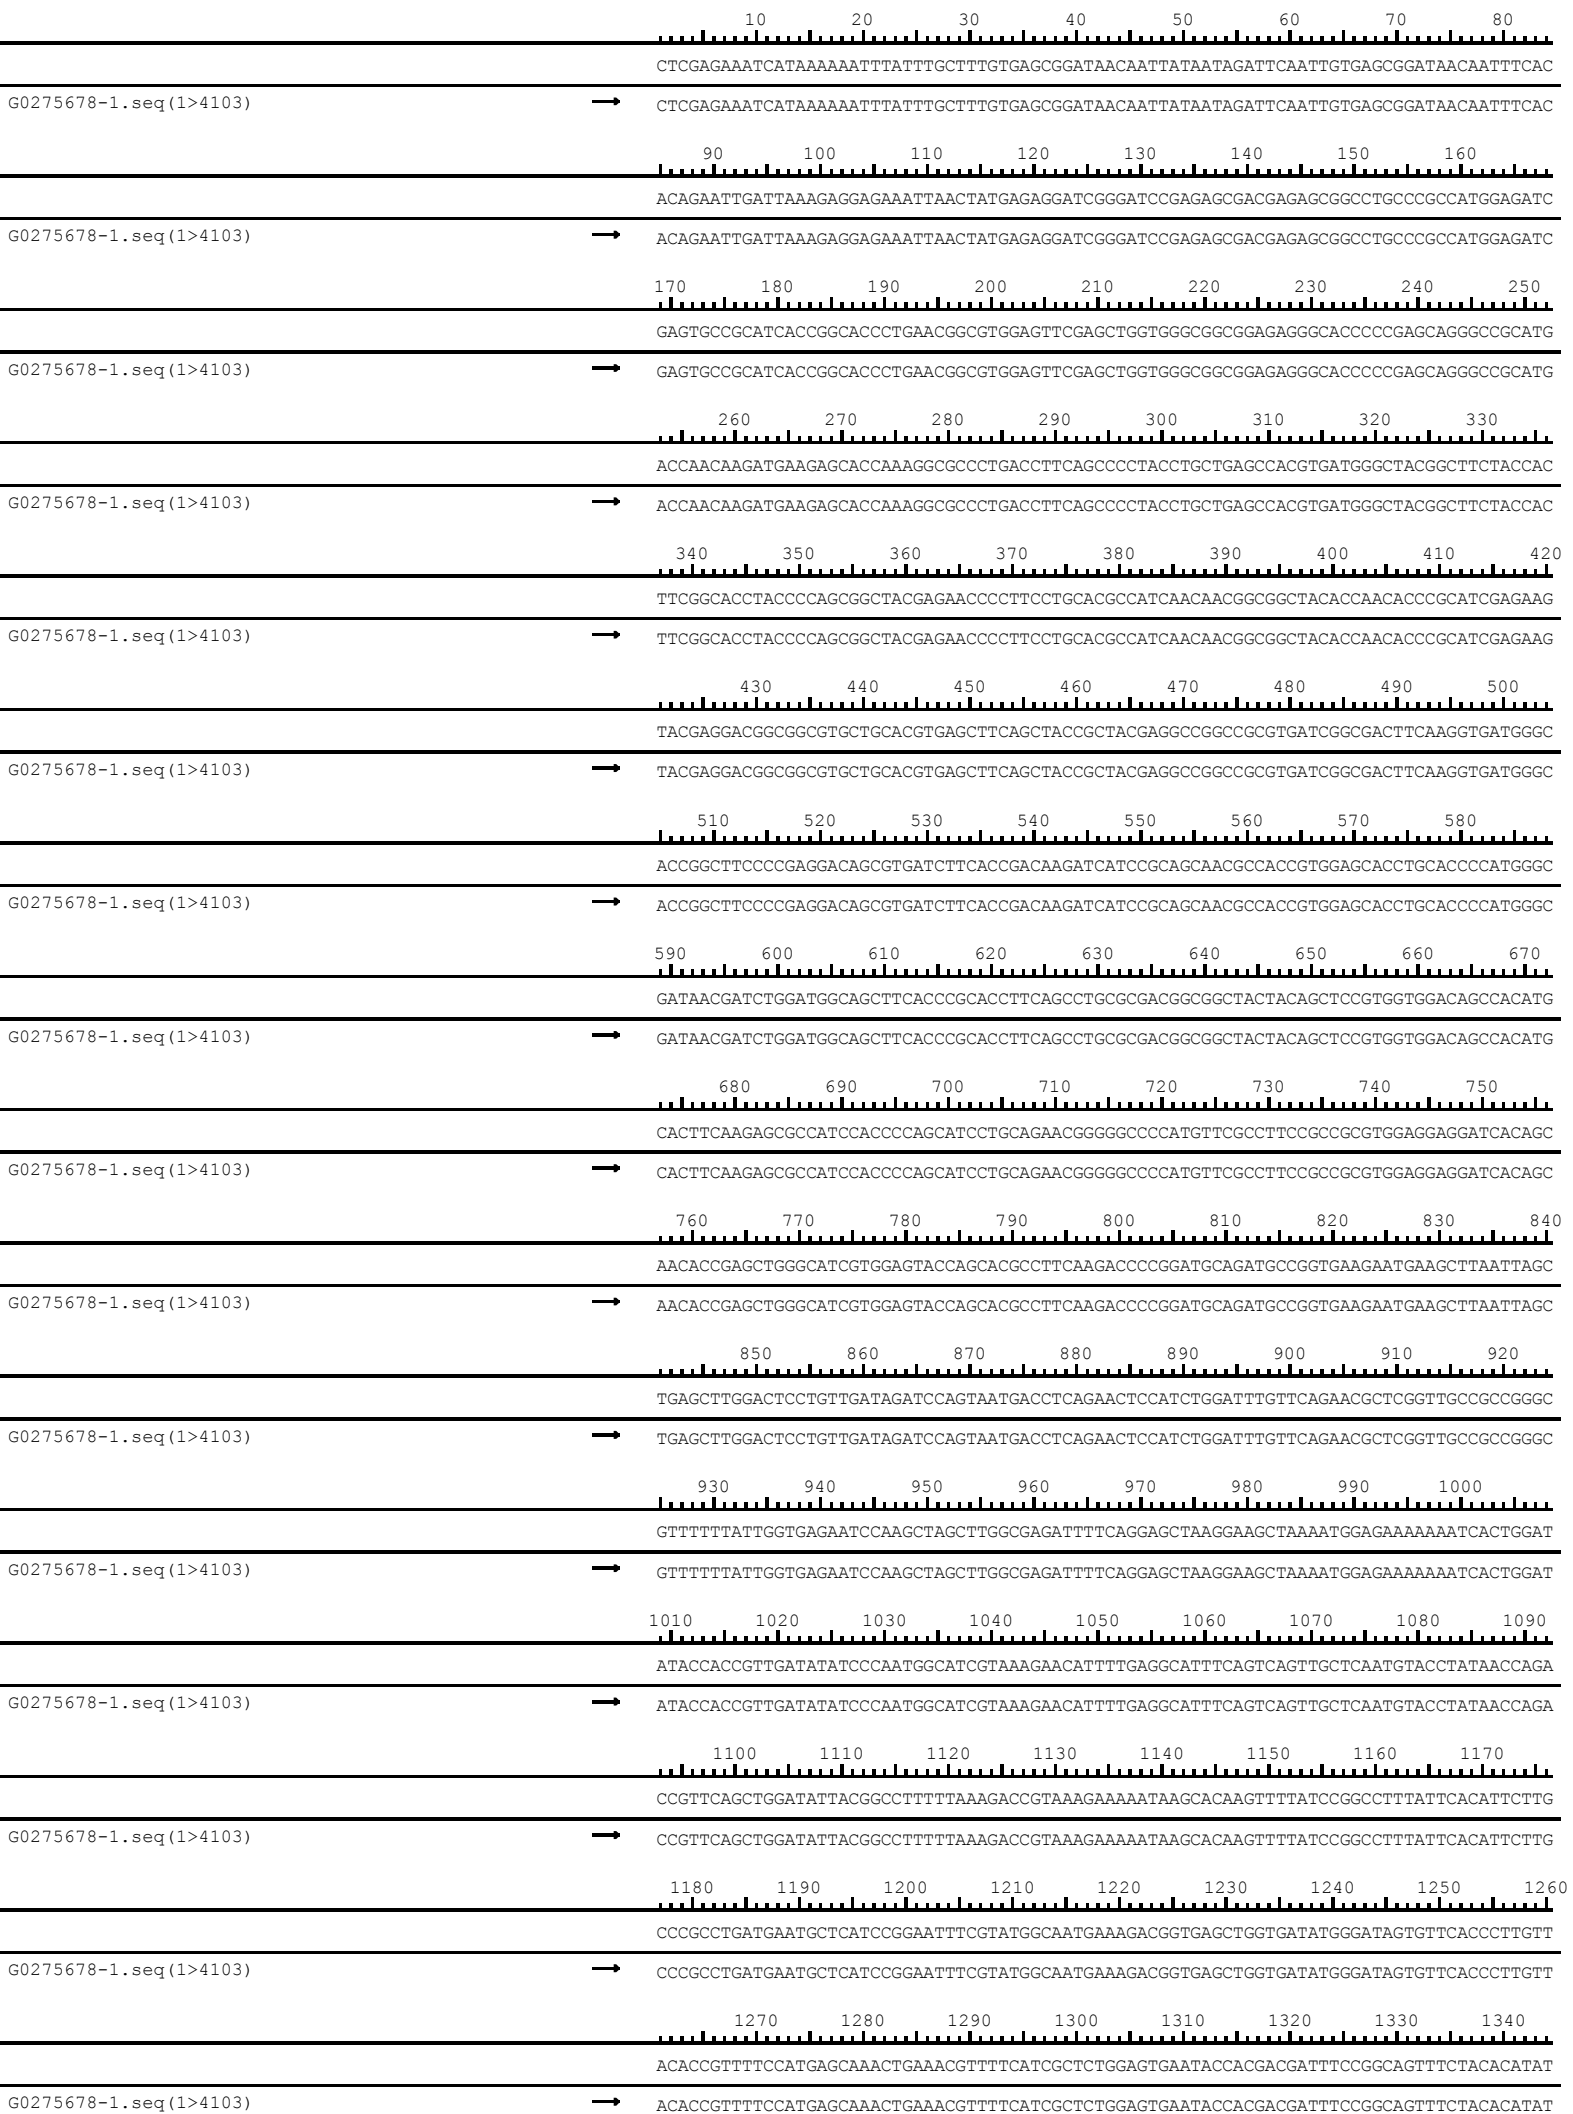 10 20 30 40 50 60 70 80
CTCGAGAAATCATAAAAAATTTATTTGCTTTGTGAGCGGATAACAATTATAATAGATTCAATTGTGAGCGGATAACAATTTCAC
G0275678-1.seq(1>4103) → CTCGAGAAATCATAAAAAATTTATTTGCTTTGTGAGCGGATAACAATTATAATAGATTCAATTGTGAGCGGATAACAATTTCAC
90 100 110 120 130 140 150 160
ACAGAATTGATTAAAGAGGAGAAATTAACTATGAGAGGATCGGGATCCGAGAGCGACGAGAGCGGCCTGCCCGCCATGGAGATC
G0275678-1.seq(1>4103) → ACAGAATTGATTAAAGAGGAGAAATTAACTATGAGAGGATCGGGATCCGAGAGCGACGAGAGCGGCCTGCCCGCCATGGAGATC
170 180 190 200 210 220 230 240 250
GAGTGCCGCATCACCGGCACCCTGAACGGCGTGGAGTTCGAGCTGGTGGGCGGCGGAGAGGGCACCCCCGAGCAGGGCCGCATG
G0275678-1.seq(1>4103) → GAGTGCCGCATCACCGGCACCCTGAACGGCGTGGAGTTCGAGCTGGTGGGCGGCGGAGAGGGCACCCCCGAGCAGGGCCGCATG
260 270 280 290 300 310 320 330
ACCAACAAGATGAAGAGCACCAAAGGCGCCCTGACCTTCAGCCCCTACCTGCTGAGCCACGTGATGGGCTACGGCTTCTACCAC
G0275678-1.seq(1>4103) → ACCAACAAGATGAAGAGCACCAAAGGCGCCCTGACCTTCAGCCCCTACCTGCTGAGCCACGTGATGGGCTACGGCTTCTACCAC
340 350 360 370 380 390 400 410 420
TTCGGCACCTACCCCAGCGGCTACGAGAACCCCTTCCTGCACGCCATCAACAACGGCGGCTACACCAACACCCGCATCGAGAAG
G0275678-1.seq(1>4103) → TTCGGCACCTACCCCAGCGGCTACGAGAACCCCTTCCTGCACGCCATCAACAACGGCGGCTACACCAACACCCGCATCGAGAAG
430 440 450 460 470 480 490 500
TACGAGGACGGCGGCGTGCTGCACGTGAGCTTCAGCTACCGCTACGAGGCCGGCCGCGTGATCGGCGACTTCAAGGTGATGGGC
G0275678-1.seq(1>4103) → TACGAGGACGGCGGCGTGCTGCACGTGAGCTTCAGCTACCGCTACGAGGCCGGCCGCGTGATCGGCGACTTCAAGGTGATGGGC
510 520 530 540 550 560 570 580
ACCGGCTTCCCCGAGGACAGCGTGATCTTCACCGACAAGATCATCCGCAGCAACGCCACCGTGGAGCACCTGCACCCCATGGGC
G0275678-1.seq(1>4103) → ACCGGCTTCCCCGAGGACAGCGTGATCTTCACCGACAAGATCATCCGCAGCAACGCCACCGTGGAGCACCTGCACCCCATGGGC
590 600 610 620 630 640 650 660 670
GATAACGATCTGGATGGCAGCTTCACCCGCACCTTCAGCCTGCGCGACGGCGGCTACTACAGCTCCGTGGTGGACAGCCACATG
G0275678-1.seq(1>4103) → GATAACGATCTGGATGGCAGCTTCACCCGCACCTTCAGCCTGCGCGACGGCGGCTACTACAGCTCCGTGGTGGACAGCCACATG
680 690 700 710 720 730 740 750
CACTTCAAGAGCGCCATCCACCCCAGCATCCTGCAGAACGGGGGCCCCATGTTCGCCTTCCGCCGCGTGGAGGAGGATCACAGC
G0275678-1.seq(1>4103) → CACTTCAAGAGCGCCATCCACCCCAGCATCCTGCAGAACGGGGGCCCCATGTTCGCCTTCCGCCGCGTGGAGGAGGATCACAGC
760 770 780 790 800 810 820 830 840
AACACCGAGCTGGGCATCGTGGAGTACCAGCACGCCTTCAAGACCCCGGATGCAGATGCCGGTGAAGAATGAAGCTTAATTAGC
G0275678-1.seq(1>4103) → AACACCGAGCTGGGCATCGTGGAGTACCAGCACGCCTTCAAGACCCCGGATGCAGATGCCGGTGAAGAATGAAGCTTAATTAGC
850 860 870 880 890 900 910 920
TGAGCTTGGACTCCTGTTGATAGATCCAGTAATGACCTCAGAACTCCATCTGGATTTGTTCAGAACGCTCGGTTGCCGCCGGGC
G0275678-1.seq(1>4103) → TGAGCTTGGACTCCTGTTGATAGATCCAGTAATGACCTCAGAACTCCATCTGGATTTGTTCAGAACGCTCGGTTGCCGCCGGGC
930 940 950 960 970 980 990 1000
GTTTTTTATTGGTGAGAATCCAAGCTAGCTTGGCGAGATTTTCAGGAGCTAAGGAAGCTAAAATGGAGAAAAAAATCACTGGAT
G0275678-1.seq(1>4103) → GTTTTTTATTGGTGAGAATCCAAGCTAGCTTGGCGAGATTTTCAGGAGCTAAGGAAGCTAAAATGGAGAAAAAAATCACTGGAT
1010 1020 1030 1040 1050 1060 1070 1080 1090
ATACCACCGTTGATATATCCCAATGGCATCGTAAAGAACATTTTGAGGCATTTCAGTCAGTTGCTCAATGTACCTATAACCAGA
G0275678-1.seq(1>4103) → ATACCACCGTTGATATATCCCAATGGCATCGTAAAGAACATTTTGAGGCATTTCAGTCAGTTGCTCAATGTACCTATAACCAGA
1100 1110 1120 1130 1140 1150 1160 1170
CCGTTCAGCTGGATATTACGGCCTTTTTAAAGACCGTAAAGAAAAATAAGCACAAGTTTTATCCGGCCTTTATTCACATTCTTG
G0275678-1.seq(1>4103) → CCGTTCAGCTGGATATTACGGCCTTTTTAAAGACCGTAAAGAAAAATAAGCACAAGTTTTATCCGGCCTTTATTCACATTCTTG
1180 1190 1200 1210 1220 1230 1240 1250 1260
CCCGCCTGATGAATGCTCATCCGGAATTTCGTATGGCAATGAAAGACGGTGAGCTGGTGATATGGGATAGTGTTCACCCTTGTT
G0275678-1.seq(1>4103) → CCCGCCTGATGAATGCTCATCCGGAATTTCGTATGGCAATGAAAGACGGTGAGCTGGTGATATGGGATAGTGTTCACCCTTGTT
1270 1280 1290 1300 1310 1320 1330 1340
ACACCGTTTTCCATGAGCAAACTGAAACGTTTTCATCGCTCTGGAGTGAATACCACGACGATTTCCGGCAGTTTCTACACATAT
G0275678-1.seq(1>4103) → ACACCGTTTTCCATGAGCAAACTGAAACGTTTTCATCGCTCTGGAGTGAATACCACGACGATTTCCGGCAGTTTCTACACATAT